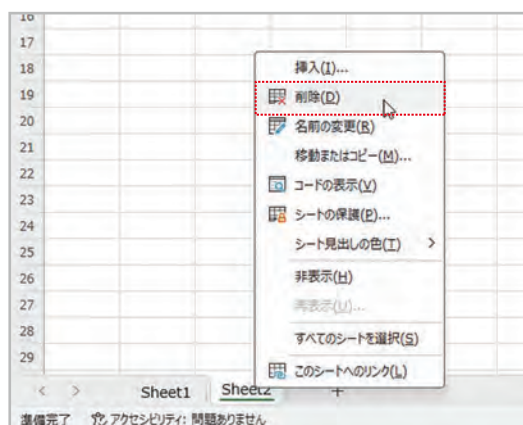 16
17
18
19
20
21
22
23
24
25
26
27
28
29
挿入(I)...
削除(D)
名前の変更(R)
移動またはコピー(M)...
コードの表示(V)
シートの保護(P)...
シート見出しの色(T) >
非表示(H)
再表示(U)...
すべてのシートを選択(S)
このシートへのリンク(L)
< > Sheet1 Sheet2 +
準備完了 アクセシビリティ: 問題ありません